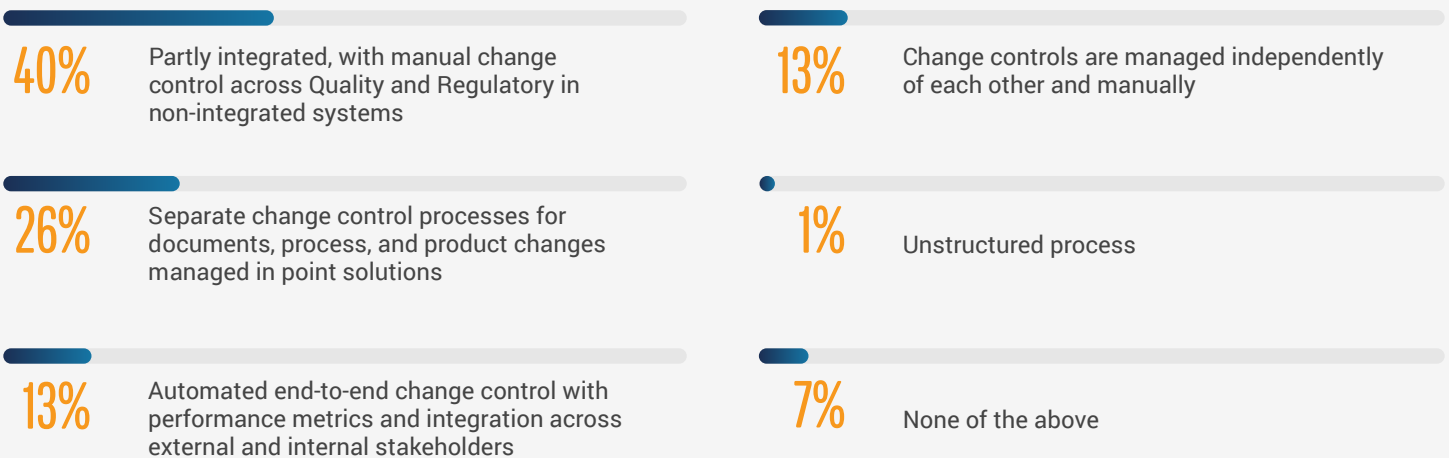 40%
Partly integrated, with manual change
control across Quality and Regulatory in
non-integrated systems
26%
Separate change control processes for
documents, process, and product changes
managed in point solutions
13%
Automated end-to-end change control with
performance metrics and integration across
external and internal stakeholders
13%
Change controls are managed independently
of each other and manually
1%
Unstructured process
7%
None of the above